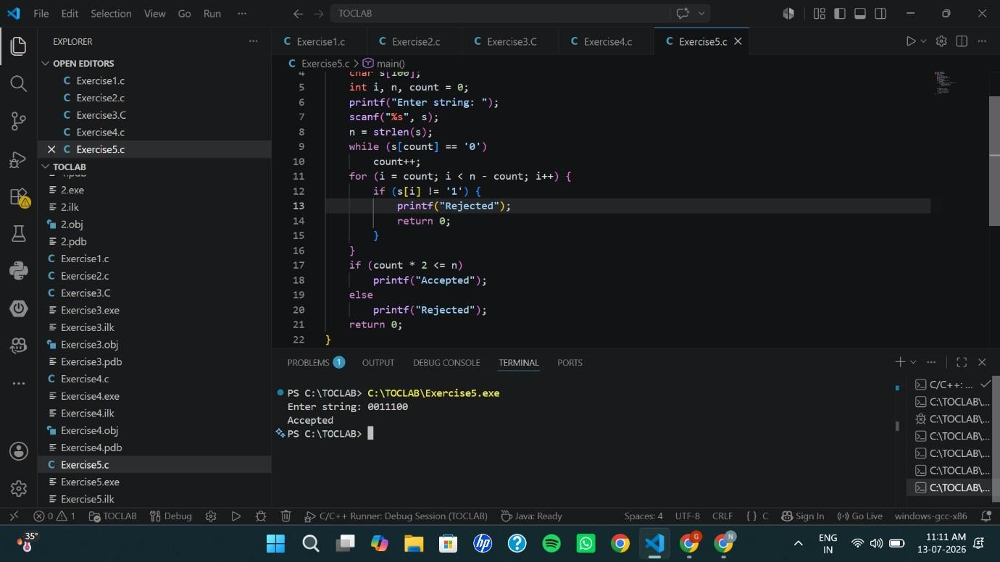 File Edit Selection View Go Run ···
TOCLAB
EXPLORER
OPEN EDITORS
C Exercise1.c
C Exercise2.c
C Exercise3.C
C Exercise4.c
C Exercise5.c
TOCLAB
1.pdb
2.exe
2.ilk
2.obj
2.pdb
C Exercise1.c
C Exercise2.c
C Exercise3.C
Exercise3.exe
Exercise3.ilk
Exercise3.obj
Exercise3.pdb
C Exercise4.c
Exercise4.exe
Exercise4.ilk
Exercise4.obj
Exercise4.pdb
C Exercise5.c
Exercise5.exe
Exercise5.ilk
C Exercise1.c C Exercise2.c C Exercise3.C C Exercise4.c C Exercise5.c
C Exercise5.c > main()
4 char s[100];
5 int i, n, count = 0;
6 printf("Enter string: ");
7 scanf("%s", s);
8 n = strlen(s);
9 while (s[count] == '0')
10 count++;
11 for (i = count; i < n - count; i++) {
12 if (s[i] != '1') {
13 printf("Rejected");
14 return 0;
15 }
16 }
17 if (count * 2 <= n)
18 printf("Accepted");
19 else
20 printf("Rejected");
21 return 0;
22 }
PROBLEMS 1 OUTPUT DEBUG CONSOLE TERMINAL PORTS
PS C:\TOCLAB> C:\TOCLAB\Exercise5.exe
Enter string: 0011100
Accepted
PS C:\TOCLAB>
C/C++: ...
C:\TOCLAB\...
C:\TOCLAB\...
C:\TOCLAB\...
C:\TOCLAB\...
C:\TOCLAB\...
C:\TOCLAB\...
0 1 TOCLAB Debug C/C++ Runner: Debug Session (TOCLAB) Java: Ready Spaces: 4 UTF-8 CRLF {} C Sign In Go Live windows-gcc-x86
35°
ENG
IN
11:11 AM
13-07-2026